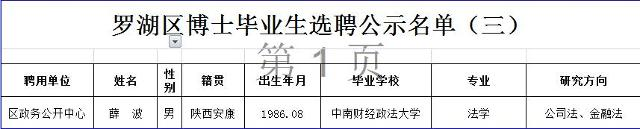 罗湖区博士毕业生选聘公示名单（三）
第 1 页
聘用单位 姓名 性别 籍贯 出生年月 毕业学校 专业 研究方向
区政务公开中心 薛 波 男 陕西安康 1986.08 中南财经政法大学 法学 公司法、金融法